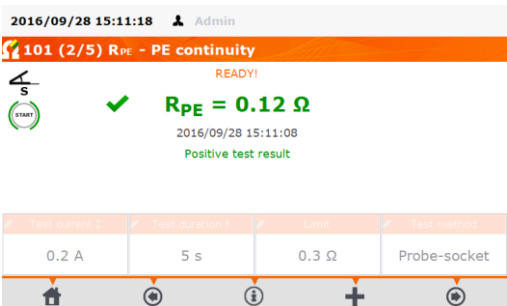 2016/09/28 15:11:18 Admin
101 (2/5) RPE - PE continuity
READY!
S
START
RPE = 0.12 Ω
2016/09/28 15:11:08
Positive test result
Test current I Test duration t Limit Test method
0.2 A 5 s 0.3 Ω Probe-socket